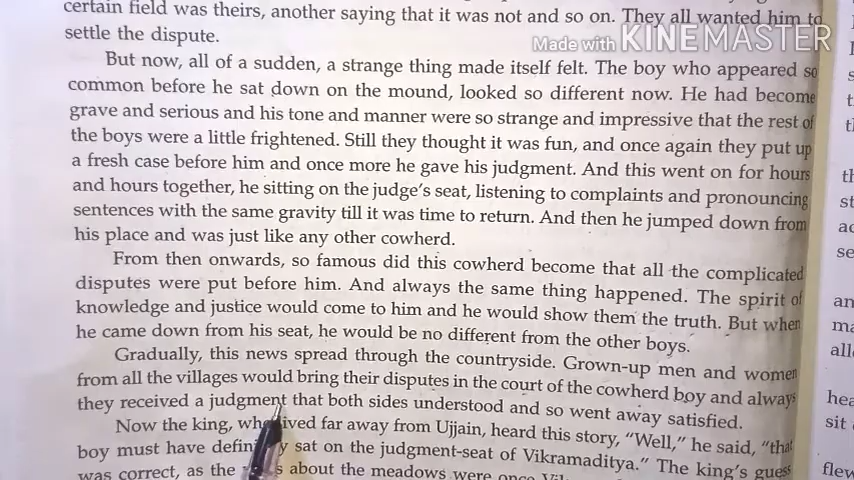 certain field was theirs, another saying that it was not and so on. They all wanted him to
settle the dispute.
Made with KINEMASTER
But now, all of a sudden, a strange thing made itself felt. The boy who appeared so
common before he sat down on the mound, looked so different now. He had become
grave and serious and his tone and manner were so strange and impressive that the rest of
the boys were a little frightened. Still they thought it was fun, and once again they put up
a fresh case before him and once more he gave his judgment. And this went on for hours
and hours together, he sitting on the judge's seat, listening to complaints and pronouncing
sentences with the same gravity till it was time to return. And then he jumped down from
his place and was just like any other cowherd.
From then onwards, so famous did this cowherd become that all the complicated
disputes were put before him. And always the same thing happened. The spirit of
knowledge and justice would come to him and he would show them the truth. But when
he came down from his seat, he would be no different from the other boys.
Gradually, this news spread through the countryside. Grown-up men and women
from all the villages would bring their disputes in the court of the cowherd boy and always
they received a judgment that both sides understood and so went away satisfied.
Now the king, who lived far away from Ujjain, heard this story, "Well," he said, "that
boy must have sat on the judgment-seat of Vikramaditya." The king's guess
was correct, as the about the meadows were once
th
st
ac
se
an
ma
all
hea
sit
flew